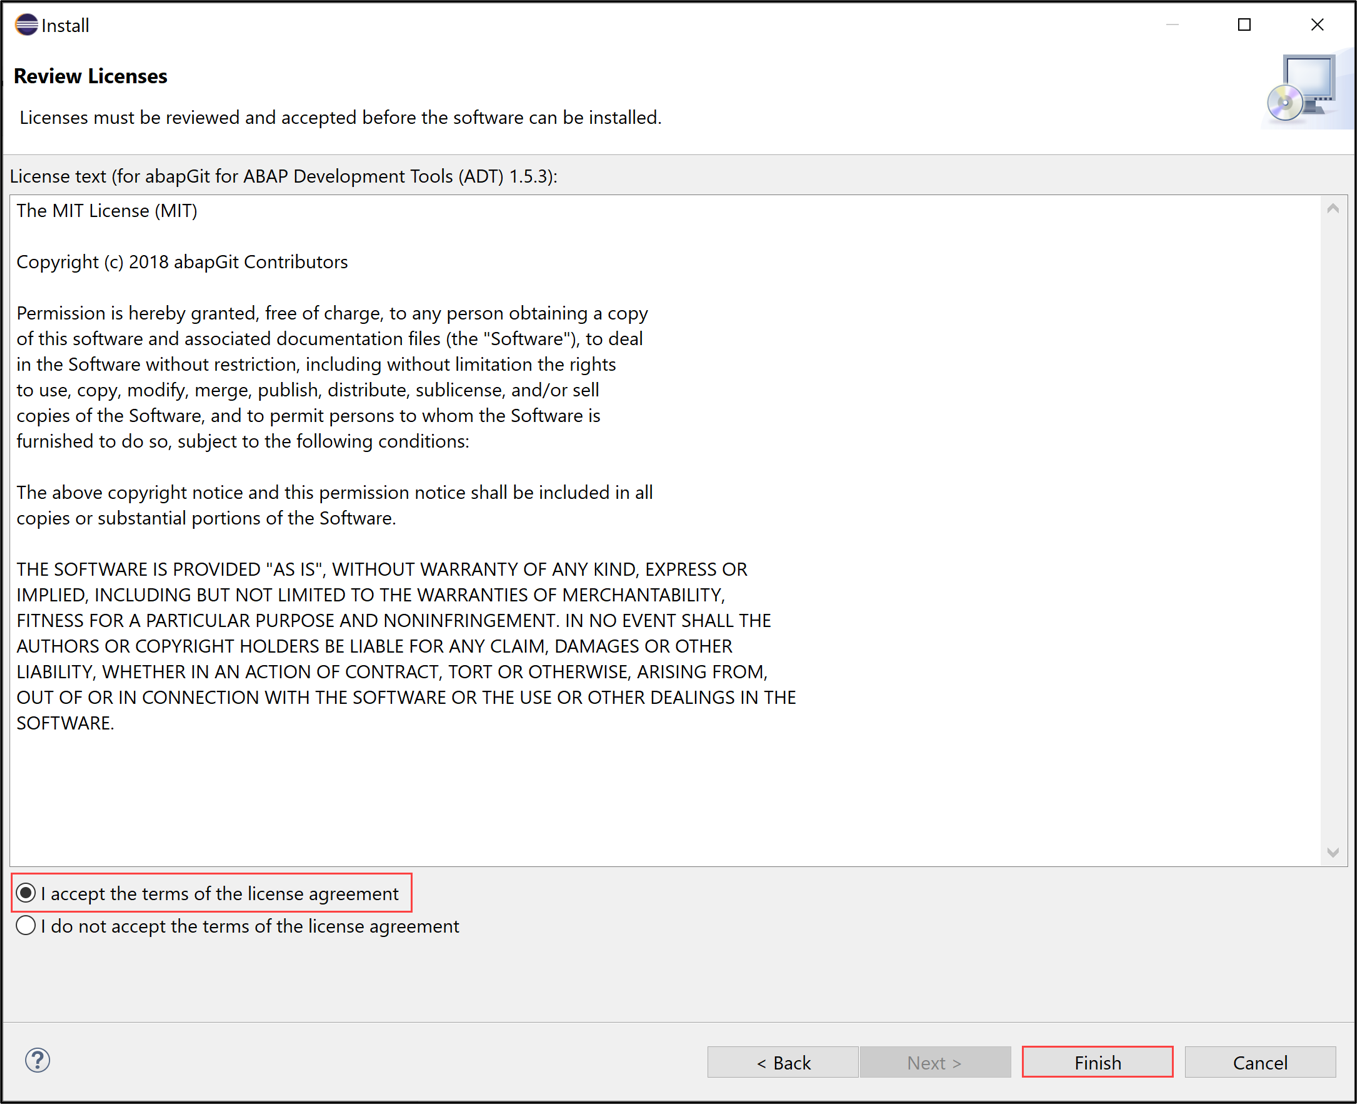 Install
Review Licenses
Licenses must be reviewed and accepted before the software can be installed.
License text (for abapGit for ABAP Development Tools (ADT) 1.5.3):
The MIT License (MIT)
Copyright (c) 2018 abapGit Contributors
Permission is hereby granted, free of charge, to any person obtaining a copy
of this software and associated documentation files (the "Software"), to deal
in the Software without restriction, including without limitation the rights
to use, copy, modify, merge, publish, distribute, sublicense, and/or sell
copies of the Software, and to permit persons to whom the Software is
furnished to do so, subject to the following conditions:
The above copyright notice and this permission notice shall be included in all
copies or substantial portions of the Software.
THE SOFTWARE IS PROVIDED "AS IS", WITHOUT WARRANTY OF ANY KIND, EXPRESS OR
IMPLIED, INCLUDING BUT NOT LIMITED TO THE WARRANTIES OF MERCHANTABILITY,
FITNESS FOR A PARTICULAR PURPOSE AND NONINFRINGEMENT. IN NO EVENT SHALL THE
AUTHORS OR COPYRIGHT HOLDERS BE LIABLE FOR ANY CLAIM, DAMAGES OR OTHER
LIABILITY, WHETHER IN AN ACTION OF CONTRACT, TORT OR OTHERWISE, ARISING FROM,
OUT OF OR IN CONNECTION WITH THE SOFTWARE OR THE USE OR OTHER DEALINGS IN THE
SOFTWARE.
I accept the terms of the license agreement
I do not accept the terms of the license agreement
? < Back Next > Finish Cancel